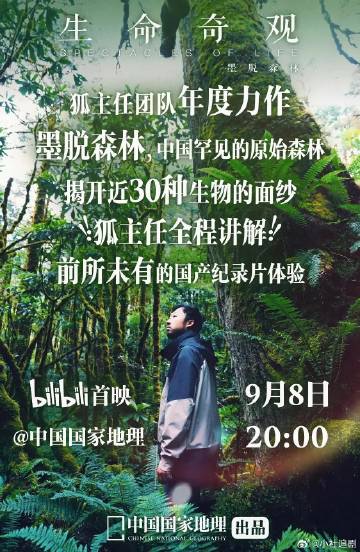 生命奇观
SPECTACLES OF LIFE
墨脱森林
狐主任团队年度力作
墨脱森林,中国罕见的原始森林
揭开近30种生物的面纱
狐主任全程讲解!
前所未有的国产纪录片体验
bilibili首映
9月8日
@中国国家地理
20:00
中国国家地理 出品
CHINESE NATIONAL GEOGRAPHY
@小社追剧